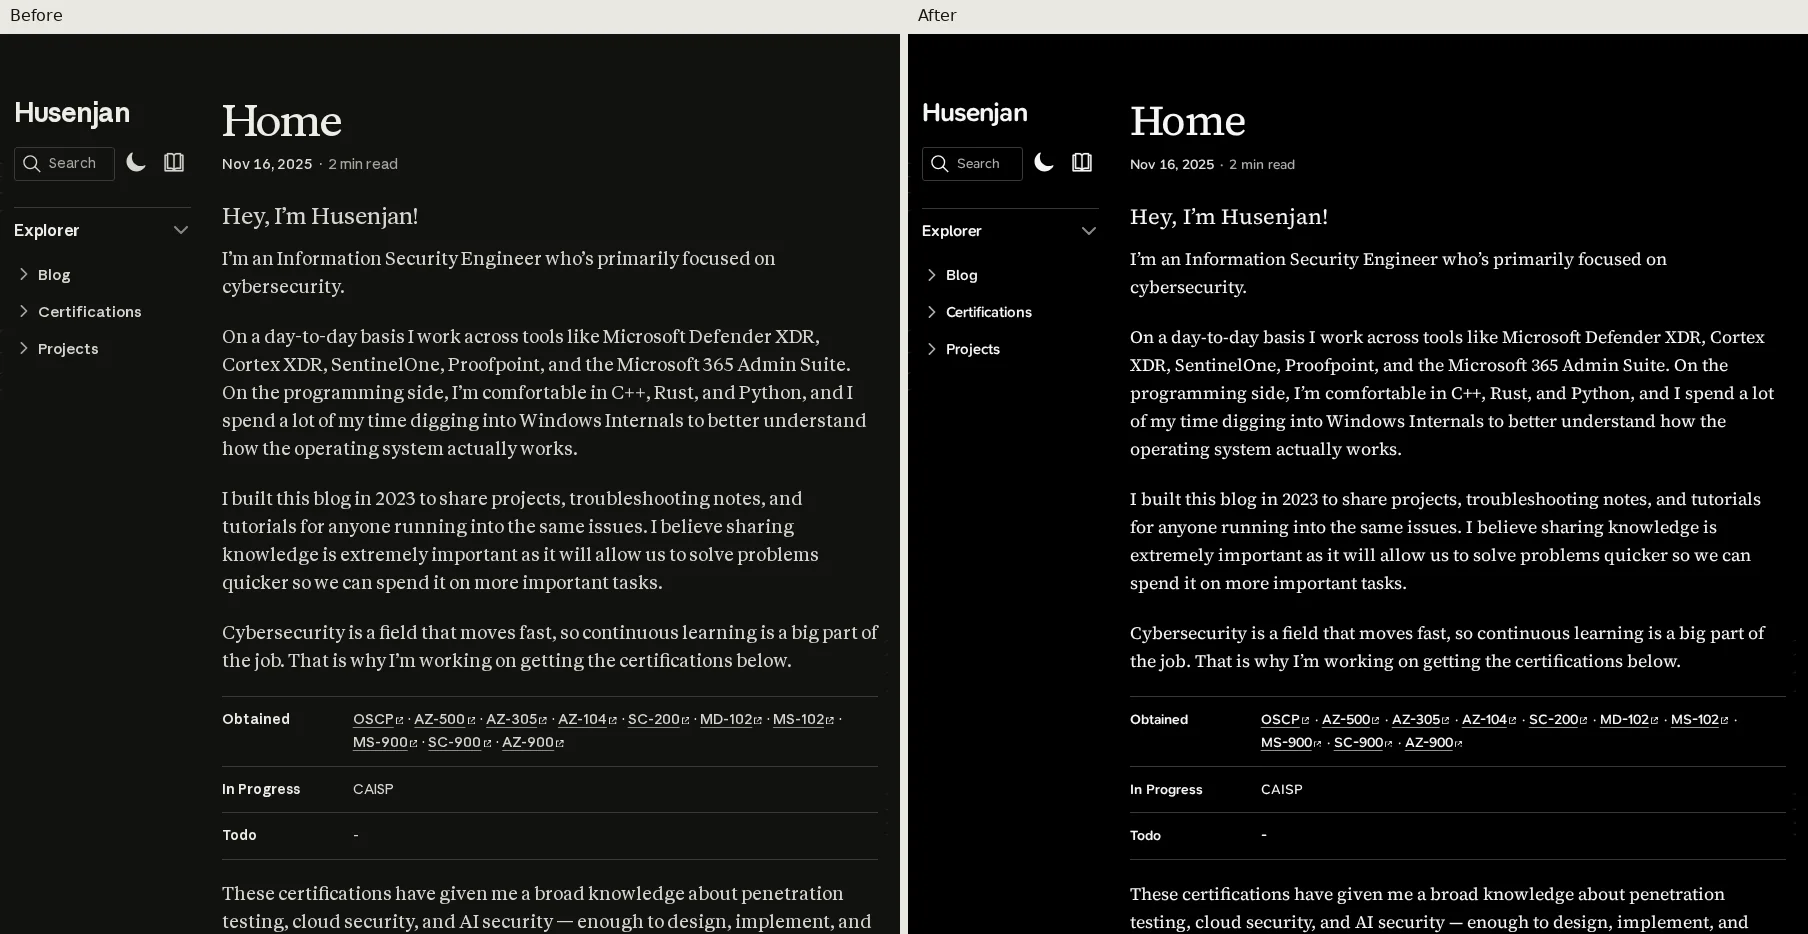 Before
Husenjan
Search
Explorer
Blog
Certifications
Projects
Home
Nov 16, 2025 · 2 min read
Hey, I’m Husenjan!
I’m an Information Security Engineer who’s primarily focused on
cybersecurity.
On a day-to-day basis I work across tools like Microsoft Defender XDR,
Cortex XDR, SentinelOne, Proofpoint, and the Microsoft 365 Admin Suite.
On the programming side, I’m comfortable in C++, Rust, and Python, and I
spend a lot of my time digging into Windows Internals to better understand
how the operating system actually works.
I built this blog in 2023 to share projects, troubleshooting notes, and
tutorials for anyone running into the same issues. I believe sharing
knowledge is extremely important as it will allow us to solve problems
quicker so we can spend it on more important tasks.
Cybersecurity is a field that moves fast, so continuous learning is a big part of
the job. That is why I’m working on getting the certifications below.
Obtained OSCP · AZ-500 · AZ-305 · AZ-104 · SC-200 · MD-102 · MS-102 ·
MS-900 · SC-900 · AZ-900
In Progress CAISP
Todo -
These certifications have given me a broad knowledge about penetration
testing, cloud security, and AI security — enough to design, implement, and
After
Husenjan
Search
Explorer
Blog
Certifications
Projects
Home
Nov 16, 2025 · 2 min read
Hey, I’m Husenjan!
I’m an Information Security Engineer who’s primarily focused on
cybersecurity.
On a day-to-day basis I work across tools like Microsoft Defender XDR, Cortex
XDR, SentinelOne, Proofpoint, and the Microsoft 365 Admin Suite. On the
programming side, I’m comfortable in C++, Rust, and Python, and I spend a lot
of my time digging into Windows Internals to better understand how the
operating system actually works.
I built this blog in 2023 to share projects, troubleshooting notes, and tutorials
for anyone running into the same issues. I believe sharing knowledge is
extremely important as it will allow us to solve problems quicker so we can
spend it on more important tasks.
Cybersecurity is a field that moves fast, so continuous learning is a big part of
the job. That is why I’m working on getting the certifications below.
Obtained OSCP · AZ-500 · AZ-305 · AZ-104 · SC-200 · MD-102 · MS-102 ·
MS-900 · SC-900 · AZ-900
In Progress CAISP
Todo -
These certifications have given me a broad knowledge about penetration
testing, cloud security, and AI security — enough to design, implement, and